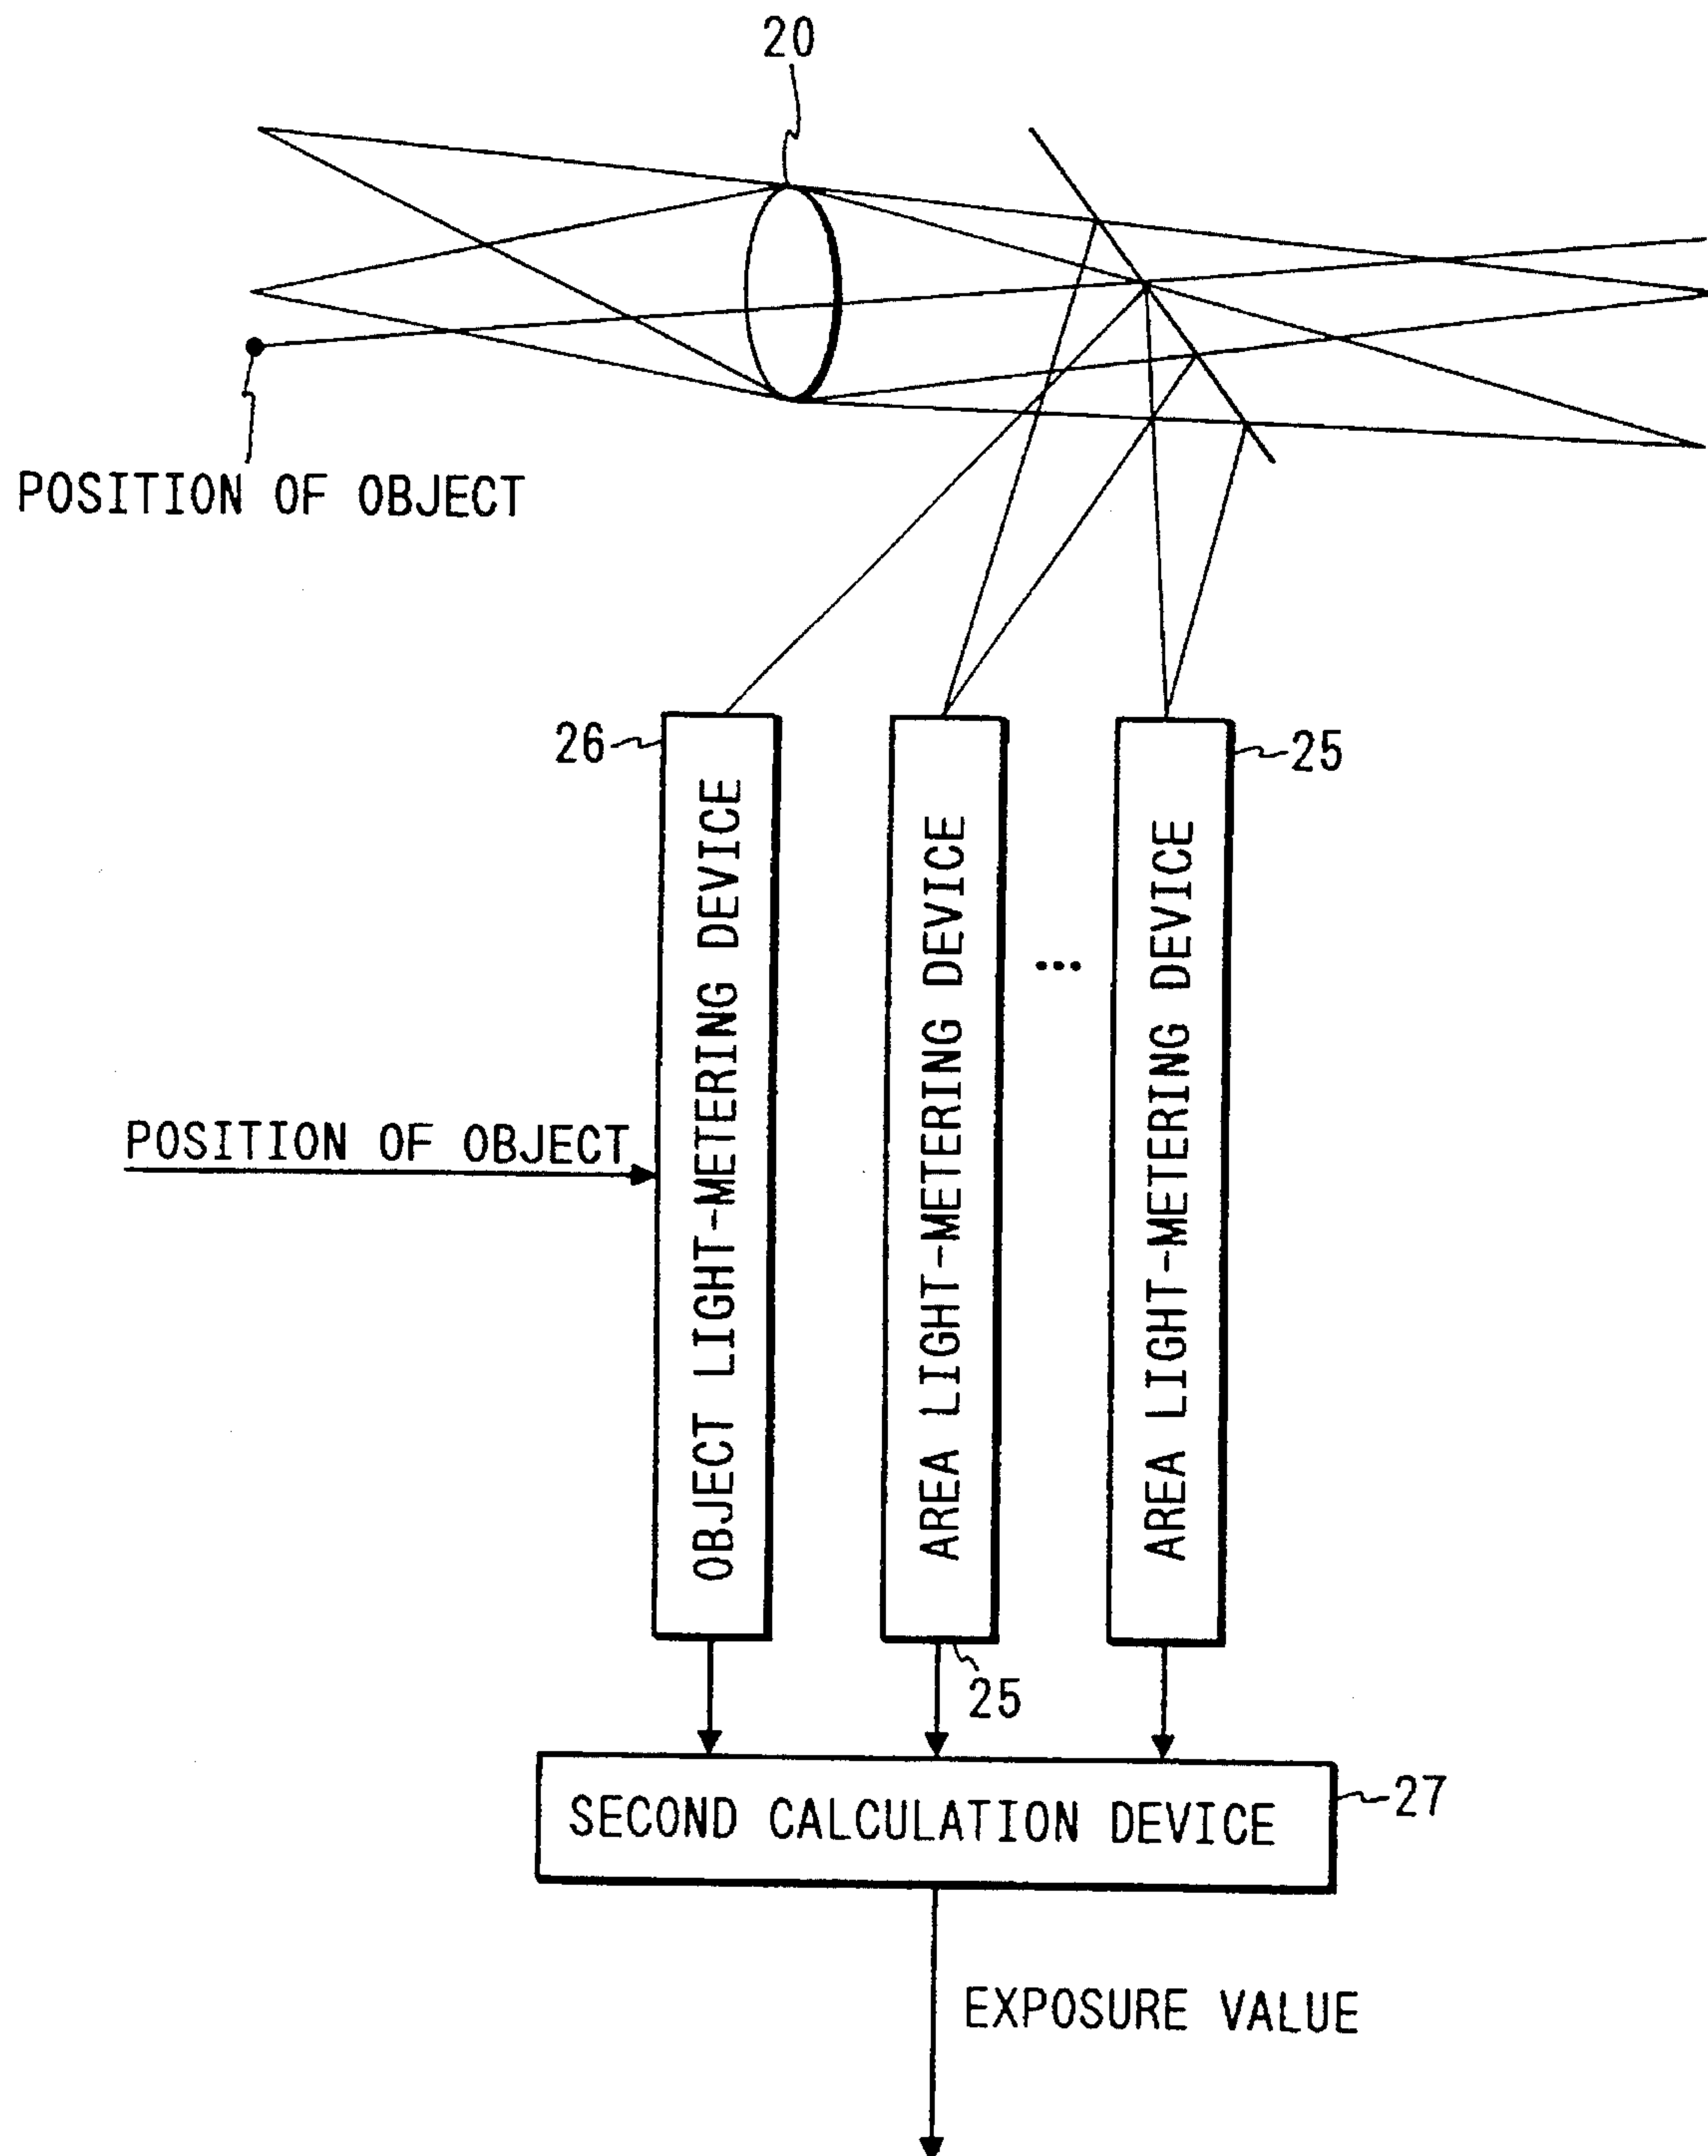 20
POSITION OF OBJECT
26
25
OBJECT LIGHT-METERING DEVICE
AREA LIGHT-METERING DEVICE
...
AREA LIGHT-METERING DEVICE
POSITION OF OBJECT
25
SECOND CALCULATION DEVICE
27
EXPOSURE VALUE